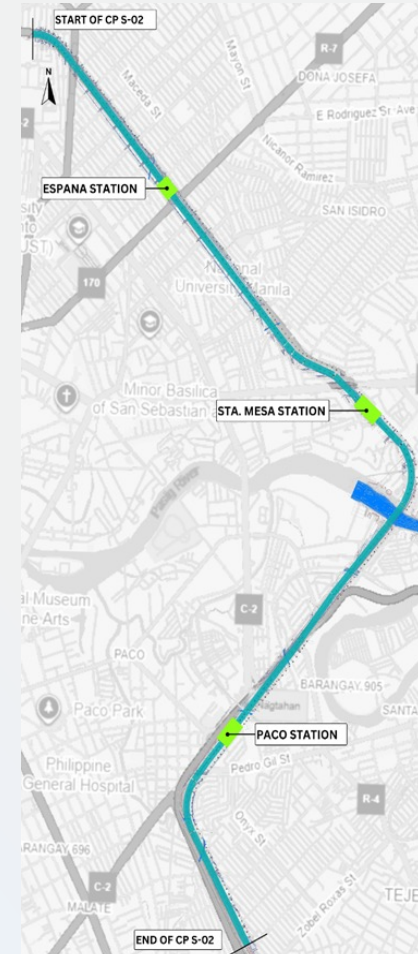 START OF CP S-02
R-7
DONA JOSEFA
Mayon St
Maceda St
N
E Rodriguez Sr. Ave
Nicanor Ramirez
ESPANA STATION
SAN ISIDRO
UST)
National
University Manila
170
Minor Basilica
of San Sebastian
STA. MESA STATION
Pasig River
al Museum
ne Arts
C-2
PACO
BARANGAY 905
Paco Park
SANTA
PACO STATION
Pedro Gil St
Philippine
General Hospital
R-4
Onyx St
ARANGAY 696
C-2
MALATE
TEJE
Zobel Roxas St
END OF CP S-02